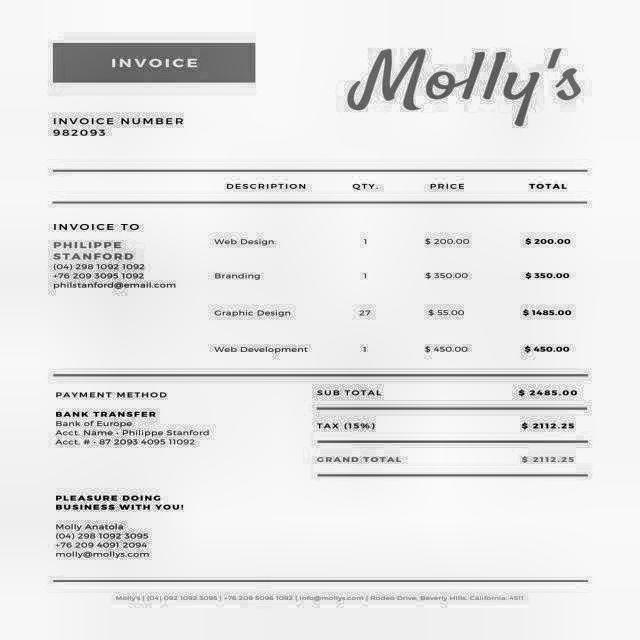 INVOICE
Molly's
INVOICE NUMBER
982093
DESCRIPTION QTY. PRICE TOTAL
INVOICE TO
PHILIPPE
STANFORD
(04) 298 1092 1092
+76 209 3095 1092
philstanford@email.com
Web Design 1 $ 200.00 $ 200.00
Branding 1 $ 350.00 $ 350.00
Graphic Design 27 $ 55.00 $ 1485.00
Web Development 1 $ 450.00 $ 450.00
PAYMENT METHOD
BANK TRANSFER
Bank of Europe
Acct. Name - Philippe Stanford
Acct. # - 87 2093 4095 11092
SUB TOTAL $ 2485.00
TAX (15%) $ 2112.25
GRAND TOTAL $ 2112.25
PLEASURE DOING
BUSINESS WITH YOU!
Molly Anatola
(04) 298 1092 3095
+76 209 4091 2094
molly@mollys.com
Molly's | (04) 092 1092 3095 | +76 209 5096 1092 | info@mollys.com | Rodeo Drive, Beverly Hills, California, 4511